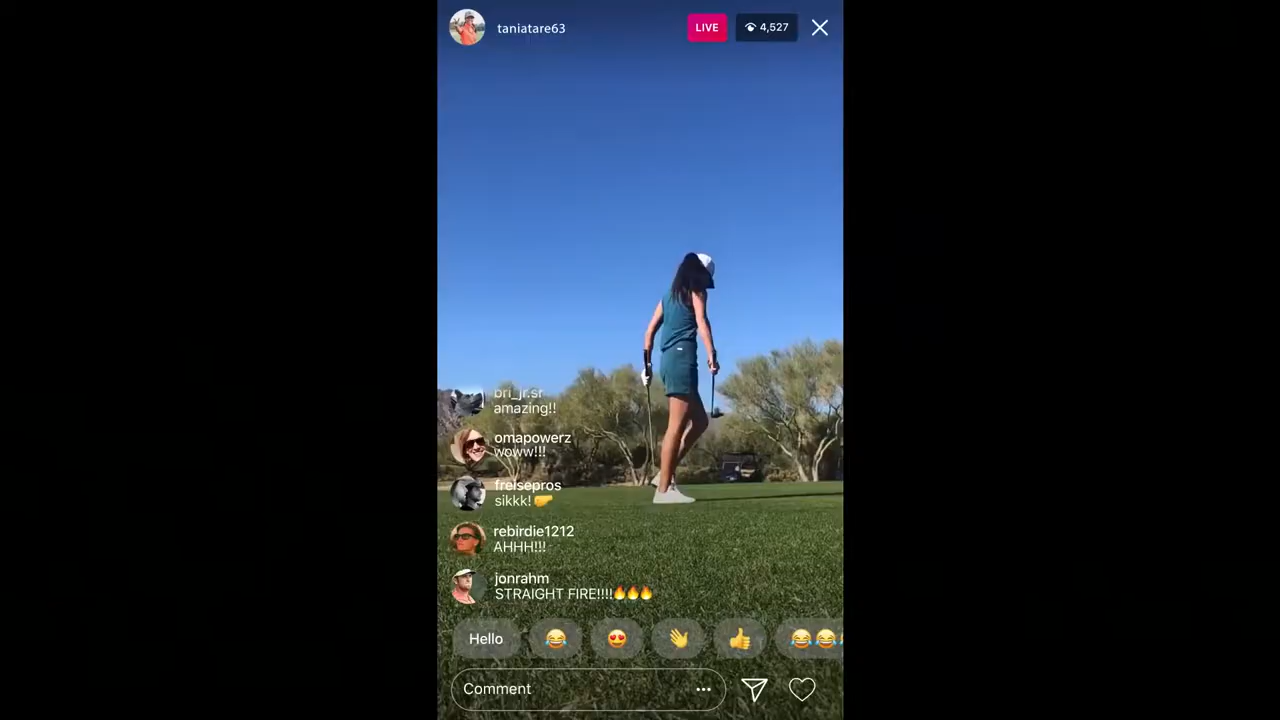 taniatare63
LIVE
4,527
bri_jr.sr
amazing!!
omapowerz
woww!!!
freisepros
sikkk!🤛
rebirdie1212
AHHH!!!
jonrahm
STRAIGHT FIRE!!!!🔥🔥🔥
Hello
Comment